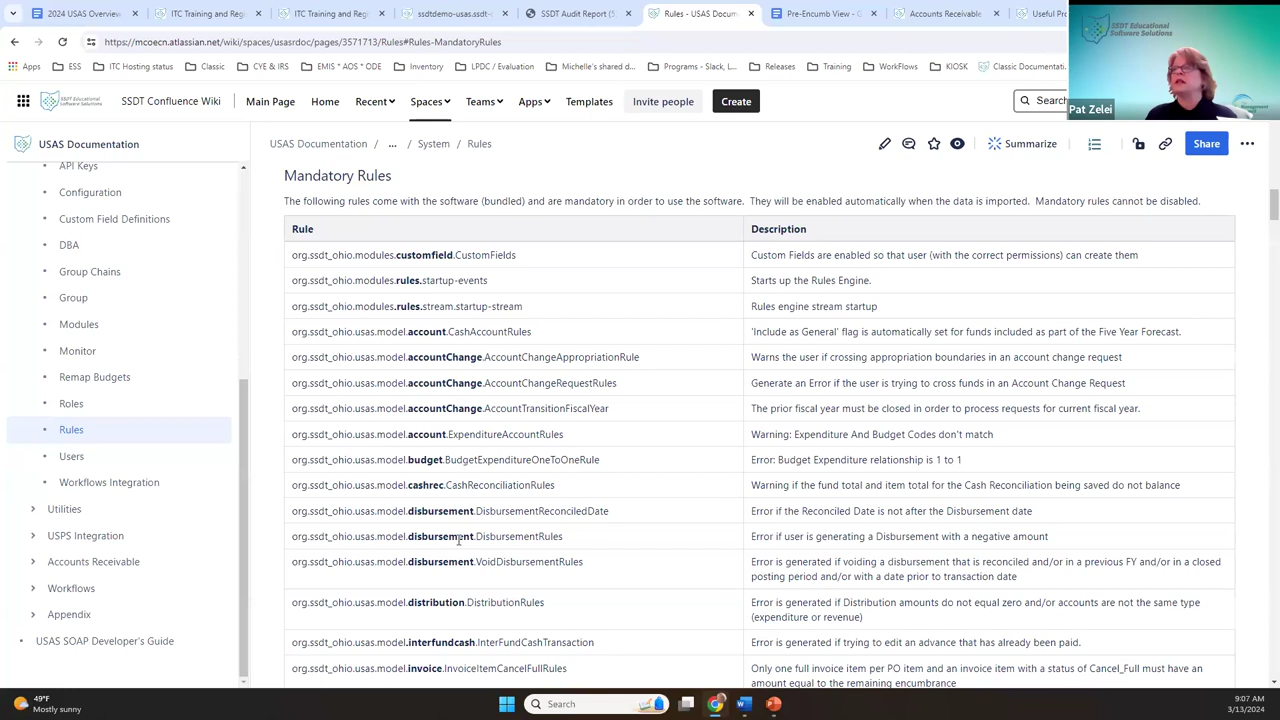 2024 USAS Overview
ITC Training and Reg
ITC Training and Reg
ssdtdemo-usas.ssdt-o
SSDT Audit Report (S
Rules - USAS Docume
Pre-Encumb View - G
Accounts Receivable
Useful Pro
https://mcoecn.atlassian.net/wiki/spaces/usasrdoc/pages/3571713/Rules#Rules-MandatoryRules
Apps ESS ITC Hosting status Classic CYE & IRS EMIS * AOS * ODE Inventory LPDC / Evaluation Michelle's shared d... Programs - Slack, L... Releases Training WorkFlows KIOSK Classic Documentati...
SSDT Educational Software Solutions
Pat Zelei
SSDT Educational Software Solutions
SSDT Confluence Wiki Main Page Home Recent Spaces Teams Apps Templates Invite people Create Search
USAS Documentation
API Keys
Configuration
Custom Field Definitions
DBA
Group Chains
Group
Modules
Monitor
Remap Budgets
Roles
Rules
Users
Workflows Integration
Utilities
USPS Integration
Accounts Receivable
Workflows
Appendix
USAS SOAP Developer's Guide
USAS Documentation / ... / System / Rules
Summarize
Share
Mandatory Rules
The following rules come with the software (bundled) and are mandatory in order to use the software. They will be enabled automatically when the data is imported. Mandatory rules cannot be disabled.
Rule Description
org.ssdt_ohio.modules.customfield.CustomFields Custom Fields are enabled so that user (with the correct permissions) can create them
org.ssdt_ohio.modules.rules.startup-events Starts up the Rules Engine.
org.ssdt_ohio.modules.rules.stream.startup-stream Rules engine stream startup
org.ssdt_ohio.usas.model.account.CashAccountRules 'Include as General' flag is automatically set for funds included as part of the Five Year Forecast.
org.ssdt_ohio.usas.model.accountChange.AccountChangeAppropriationRule Warns the user if crossing appropriation boundaries in an account change request
org.ssdt_ohio.usas.model.accountChange.AccountChangeRequestRules Generate an Error if the user is trying to cross funds in an Account Change Request
org.ssdt_ohio.usas.model.accountChange.AccountTransitionFiscalYear The prior fiscal year must be closed in order to process requests for current fiscal year.
org.ssdt_ohio.usas.model.account.ExpenditureAccountRules Warning: Expenditure And Budget Codes don't match
org.ssdt_ohio.usas.model.budget.BudgetExpenditureOneToOneRule Error: Budget Expenditure relationship is 1 to 1
org.ssdt_ohio.usas.model.cashrec.CashReconciliationRules Warning if the fund total and item total for the Cash Reconciliation being saved do not balance
org.ssdt_ohio.usas.model.disbursement.DisbursementReconciledDate Error if the Reconciled Date is not after the Disbursement date
org.ssdt_ohio.usas.model.disbursement.DisbursementRules Error if user is generating a Disbursement with a negative amount
org.ssdt_ohio.usas.model.disbursement.VoidDisbursementRules Error is generated if voiding a disbursement that is reconciled and/or in a previous FY and/or in a closed
posting period and/or with a date prior to transaction date
org.ssdt_ohio.usas.model.distribution.DistributionRules Error is generated if Distribution amounts do not equal zero and/or accounts are not the same type
(expenditure or revenue)
org.ssdt_ohio.usas.model.interfundcash.InterFundCashTransaction Error is generated if trying to edit an advance that has already been paid.
org.ssdt_ohio.usas.model.invoice.InvoiceItemCancelFullRules Only one full invoice item per PO item and an invoice item with a status of Cancel_Full must have an
amount equal to the remaining encumbrance
49°F
Mostly sunny
Search
9:07 AM
3/13/2024